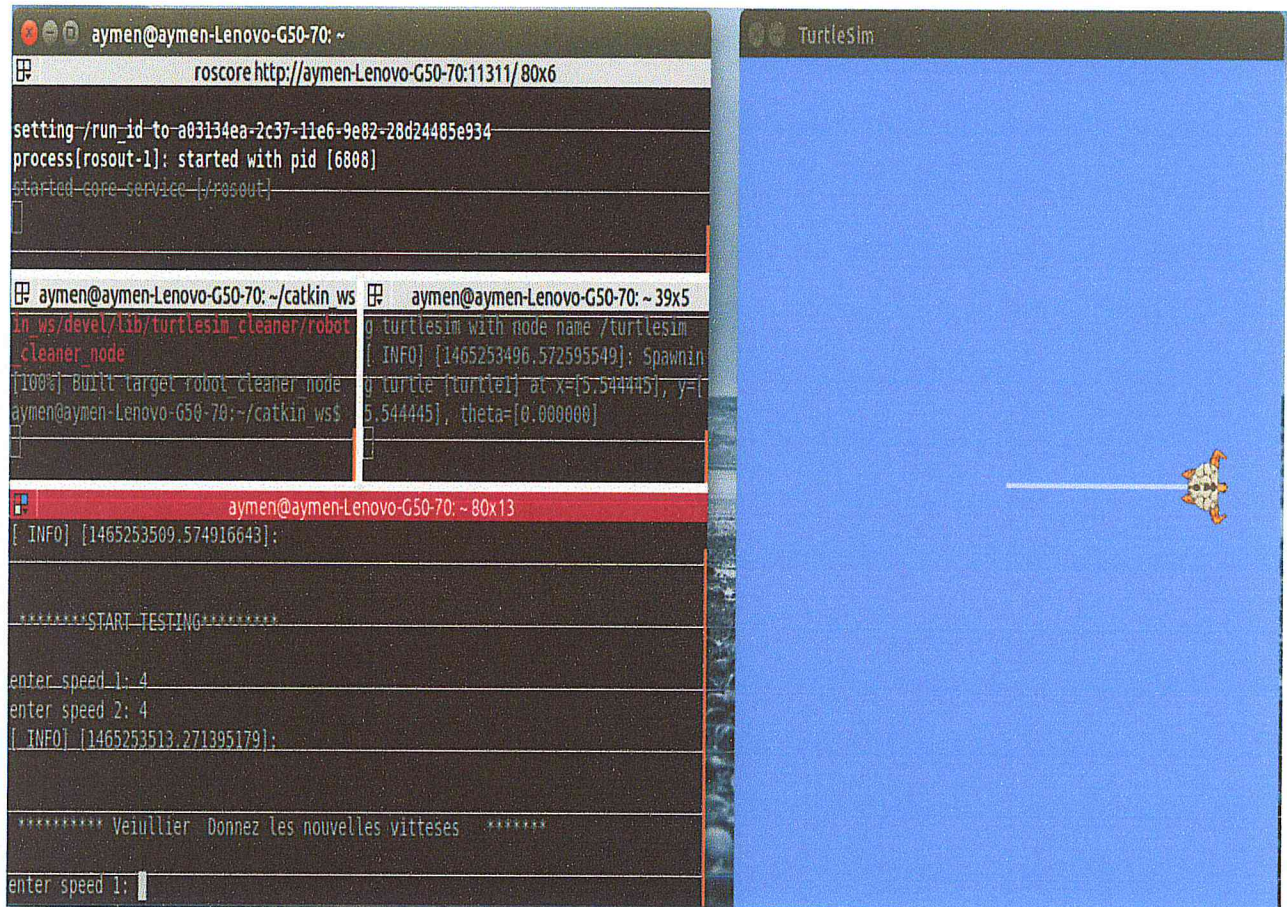 aymen@aymen-Lenovo-G50-70: ~
roscore http://aymen-Lenovo-G50-70:11311/ 80x6
setting /run_id to a03134ea-2c37-11e6-9e82-28d24485e934
process[rosout-1]: started with pid [6808]
started core service [/rosout]
aymen@aymen-Lenovo-G50-70: ~/catkin_ws
in_ws/devel/lib/turtlesim_cleaner/robot
_cleaner_node
[100%] Built target robot_cleaner_node
aymen@aymen-Lenovo-G50-70:~/catkin_ws$
aymen@aymen-Lenovo-G50-70: ~ 39x5
g turtlesim with node name /turtlesim
[ INFO] [1465253496.572595549]: Spawnin
g turtle [turtle1] at x=[5.544445], y=[
5.544445], theta=[0.000000]
aymen@aymen-Lenovo-G50-70: ~ 80x13
[ INFO] [1465253509.574916643]:
********START TESTING*********
enter speed 1: 4
enter speed 2: 4
[ INFO] [1465253513.271395179]:
********** Veiullier Donnez les nouvelles vitteses *******
enter speed 1:
TurtleSim